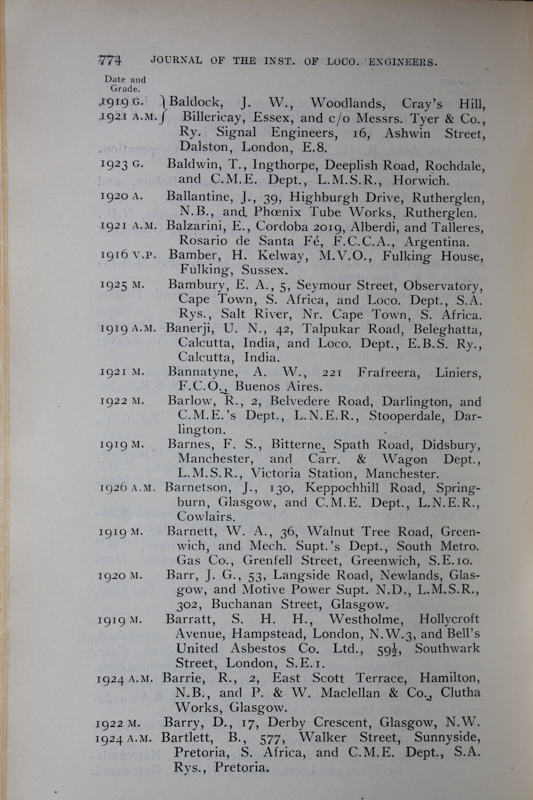 774 JOURNAL OF THE INST. OF LOCO. ENGINEERS.
Date and
Grade.
1919 G. } Baldock, J. W., Woodlands, Cray's Hill,
1921 A.M. } Billericay, Essex, and c/o Messrs. Tyer & Co.,
Ry. Signal Engineers, 16, Ashwin Street,
Dalston, London, E.8.
1923 G. Baldwin, T., Ingthorpe, Deeplish Road, Rochdale,
and C.M.E. Dept., L.M.S.R., Horwich.
1920 A. Ballantine, J., 39, Highburgh Drive, Rutherglen,
N.B., and Phœnix Tube Works, Rutherglen.
1921 A.M. Balzarini, E., Cordoba 2019, Alberdi, and Talleres,
Rosario de Santa Fé, F.C.C.A., Argentina.
1916 V.P. Bamber, H. Kelway, M.V.O., Fulking House,
Fulking, Sussex.
1925 M. Bambury, E. A., 5, Seymour Street, Observatory,
Cape Town, S. Africa, and Loco. Dept., S.A.
Rys., Salt River, Nr. Cape Town, S. Africa.
1919 A.M. Banerji, U. N., 42, Talpukar Road, Beleghatta,
Calcutta, India, and Loco. Dept., E.B.S. Ry.,
Calcutta, India.
1921 M. Bannatyne, A. W., 221 Frafreera, Liniers,
F.C.O., Buenos Aires.
1922 M. Barlow, R., 2, Belvedere Road, Darlington, and
C.M.E.'s Dept., L.N.E.R., Stooperdale, Dar-
lington.
1919 M. Barnes, F. S., Bitterne, Spath Road, Didsbury,
Manchester, and Carr. & Wagon Dept.,
L.M.S.R., Victoria Station, Manchester.
1926 A.M. Barnetson, J., 130, Keppochhill Road, Spring-
burn, Glasgow, and C.M.E. Dept., L.N.E.R.,
Cowlairs.
1919 M. Barnett, W. A., 36, Walnut Tree Road, Green-
wich, and Mech. Supt.'s Dept., South Metro.
Gas Co., Grenfell Street, Greenwich, S.E.10.
1920 M. Barr, J. G., 53, Langside Road, Newlands, Glas-
gow, and Motive Power Supt. N.D., L.M.S.R.,
302, Buchanan Street, Glasgow.
1919 M. Barratt, S. H. H., Westholme, Hollycroft
Avenue, Hampstead, London, N.W.3, and Bell's
United Asbestos Co. Ltd., 59½, Southwark
Street, London, S.E.1.
1924 A.M. Barrie, R., 2, East Scott Terrace, Hamilton,
N.B., and P. & W. Maclellan & Co., Clutha
Works, Glasgow.
1922 M. Barry, D., 17, Derby Crescent, Glasgow, N.W.
1924 A.M. Bartlett, B., 577, Walker Street, Sunnyside,
Pretoria, S. Africa, and C.M.E. Dept., S.A.
Rys., Pretoria.